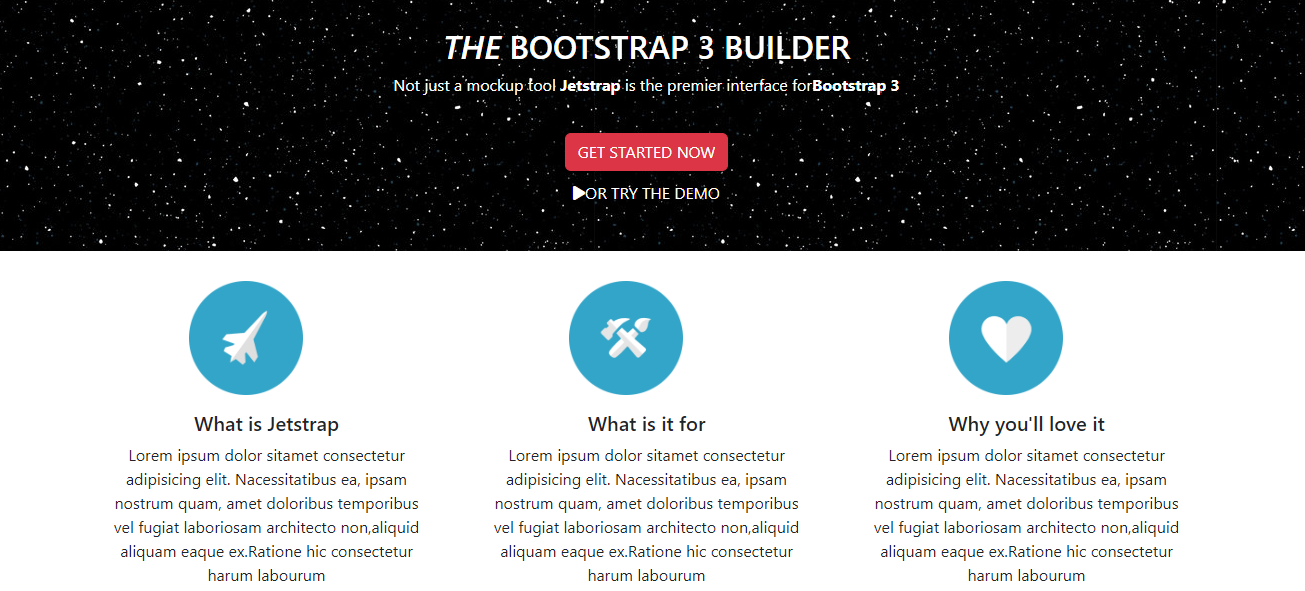 THE BOOTSTRAP 3 BUILDER
Not just a mockup tool Jetstrap is the premier interface forBootstrap 3
GET STARTED NOW
OR TRY THE DEMO
What is Jetstrap
Lorem ipsum dolor sitamet consectetur
adipisicing elit. Nacessitatibus ea, ipsam
nostrum quam, amet doloribus temporibus
vel fugiat laboriosam architecto non,aliquid
aliquam eaque ex.Ratione hic consectetur
harum labourum
What is it for
Lorem ipsum dolor sitamet consectetur
adipisicing elit. Nacessitatibus ea, ipsam
nostrum quam, amet doloribus temporibus
vel fugiat laboriosam architecto non,aliquid
aliquam eaque ex.Ratione hic consectetur
harum labourum
Why you'll love it
Lorem ipsum dolor sitamet consectetur
adipisicing elit. Nacessitatibus ea, ipsam
nostrum quam, amet doloribus temporibus
vel fugiat laboriosam architecto non,aliquid
aliquam eaque ex.Ratione hic consectetur
harum labourum